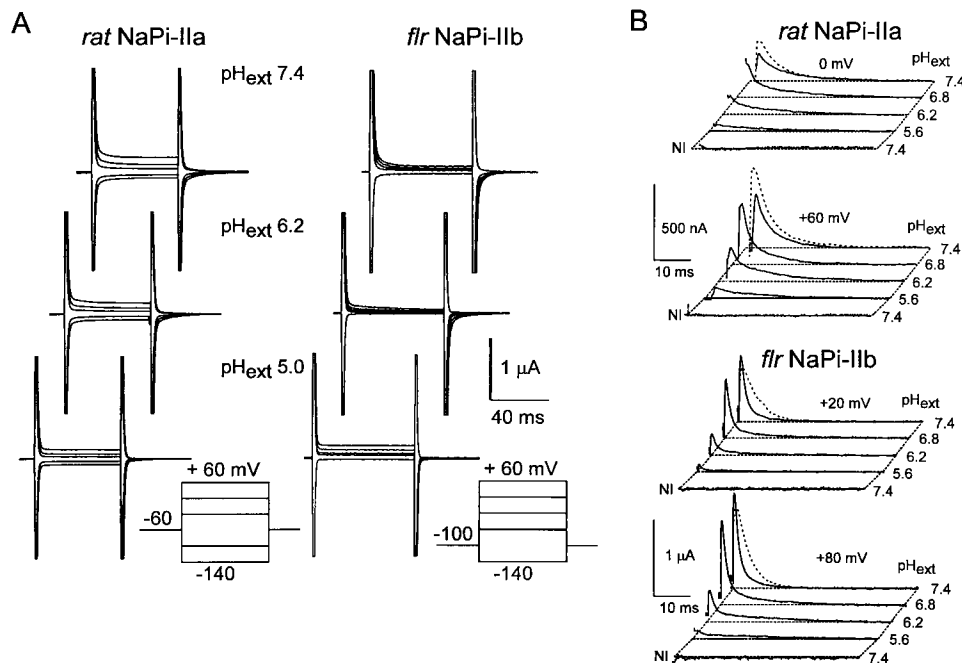 A
rat NaPi-IIa
flr NaPi-IIb
pHext 7.4
pHext 6.2
pHext 5.0
1 µA
40 ms
+ 60 mV
-60
-140
+ 60 mV
-100
-140
B
rat NaPi-IIa
0 mV
pHext
7.4
6.8
6.2
5.6
NI
7.4
+60 mV
pHext
500 nA
10 ms
7.4
6.8
6.2
5.6
NI
7.4
flr NaPi-IIb
+20 mV
pHext
7.4
6.8
6.2
5.6
NI
7.4
+80 mV
pHext
1 µA
10 ms
7.4
6.8
6.2
5.6
NI
7.4